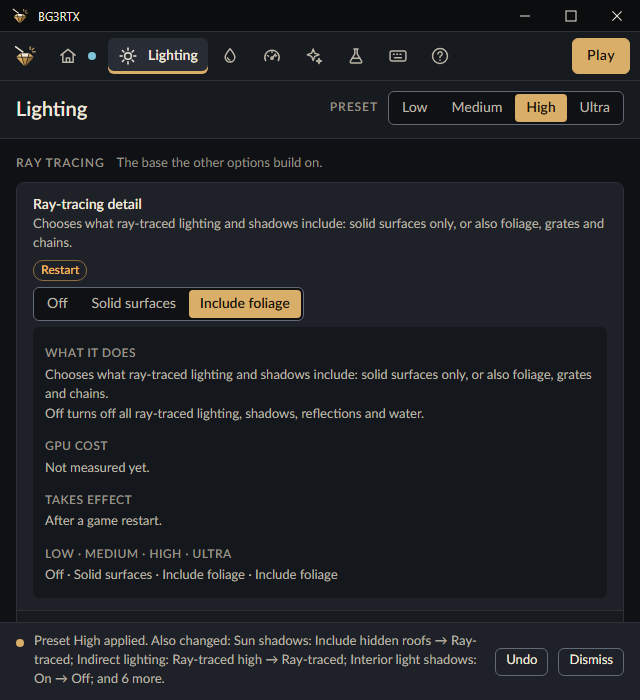 BG3RTX
Lighting
Play
Lighting
PRESET
Low
Medium
High
Ultra
RAY TRACING
The base the other options build on.
Ray-tracing detail
Chooses what ray-traced lighting and shadows include: solid surfaces only, or also foliage, grates and
chains.
Restart
Off
Solid surfaces
Include foliage
WHAT IT DOES
Chooses what ray-traced lighting and shadows include: solid surfaces only, or also foliage, grates
and chains.
Off turns off all ray-traced lighting, shadows, reflections and water.
GPU COST
Not measured yet.
TAKES EFFECT
After a game restart.
LOW · MEDIUM · HIGH · ULTRA
Off · Solid surfaces · Include foliage · Include foliage
Preset High applied. Also changed: Sun shadows: Include hidden roofs → Ray-
traced; Indirect lighting: Ray-traced high → Ray-traced; Interior light shadows:
On → Off; and 6 more.
Undo
Dismiss